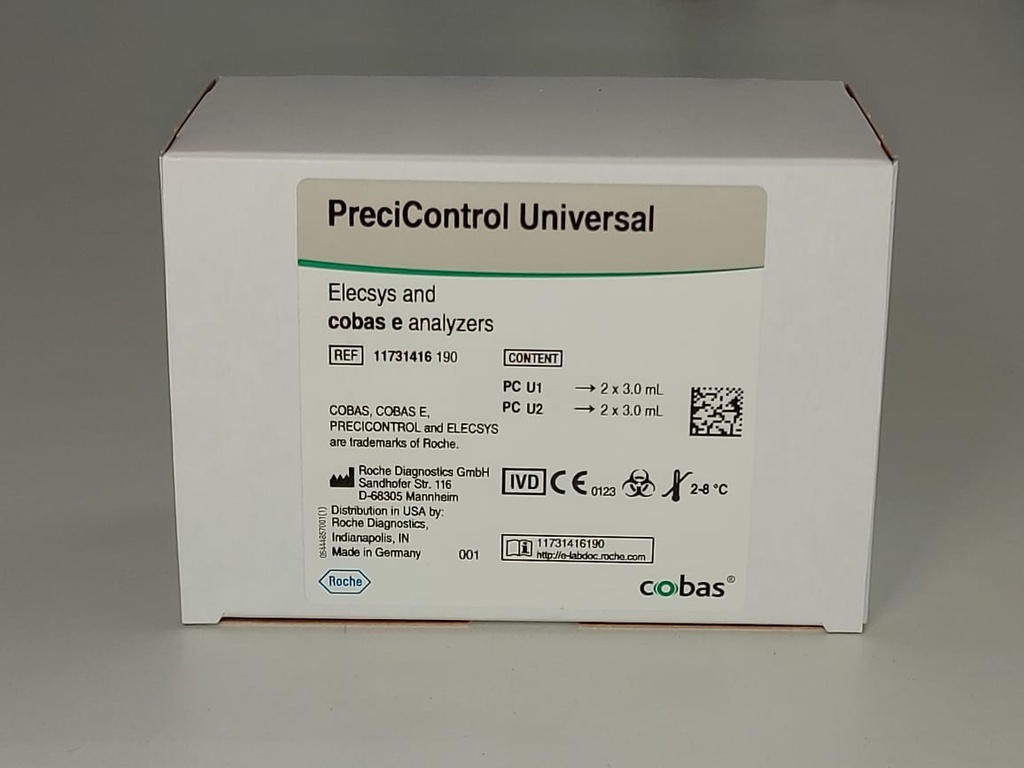 PreciControl Universal
Elecsys and
cobas e analyzers
REF 11731416 190
CONTENT
PC U1 → 2 x 3.0 mL
PC U2 → 2 x 3.0 mL
COBAS, COBAS E,
PRECICONTROL and ELECSYS
are trademarks of Roche.
Roche Diagnostics GmbH
Sandhofer Str. 116
D-68305 Mannheim
IVD CE 0123 2-8 °C
Distribution in USA by:
Roche Diagnostics,
Indianapolis, IN
Made in Germany 001
11731416190
http://e-labdoc.roche.com
Roche
cobas®